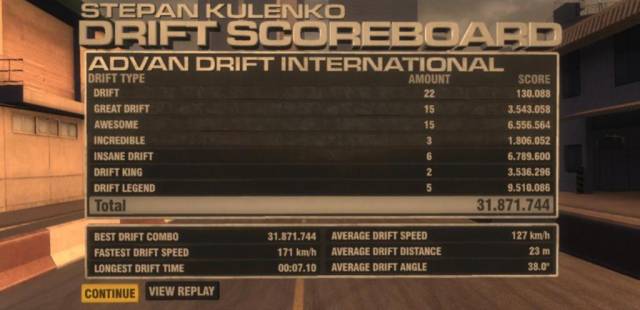 STEPAN KULENKO
DRIFT SCOREBOARD
ADVAN DRIFT INTERNATIONAL
DRIFT TYPE AMOUNT SCORE
DRIFT 22 130.088
GREAT DRIFT 15 3.543.058
AWESOME 15 6.556.564
INCREDIBLE 3 1.806.052
INSANE DRIFT 6 6.789.600
DRIFT KING 2 3.536.296
DRIFT LEGEND 5 9.510.086
Total 31.871.744
BEST DRIFT COMBO 31.871.744 AVERAGE DRIFT SPEED 127 km/h
FASTEST DRIFT SPEED 171 km/h AVERAGE DRIFT DISTANCE 23 m
LONGEST DRIFT TIME 00:07.10 AVERAGE DRIFT ANGLE 38.0°
CONTINUE VIEW REPLAY